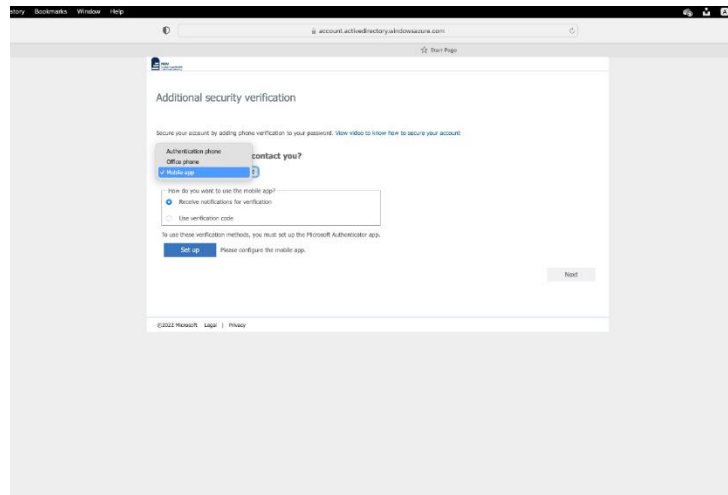 Bookmarks Window Help
account.activedirectory.windowsazure.com
Start Page
Additional security verification
Secure your account by adding phone verification to your password. View video to know how to secure your account
Authentication phone
Office phone
Mobile app
contact you?
How do you want to use the mobile app?
Receive notifications for verification
Use verification code
To use these verification methods, you must set up the Microsoft Authenticator app.
Set up Please configure the mobile app.
Next
©2022 Microsoft Legal | Privacy